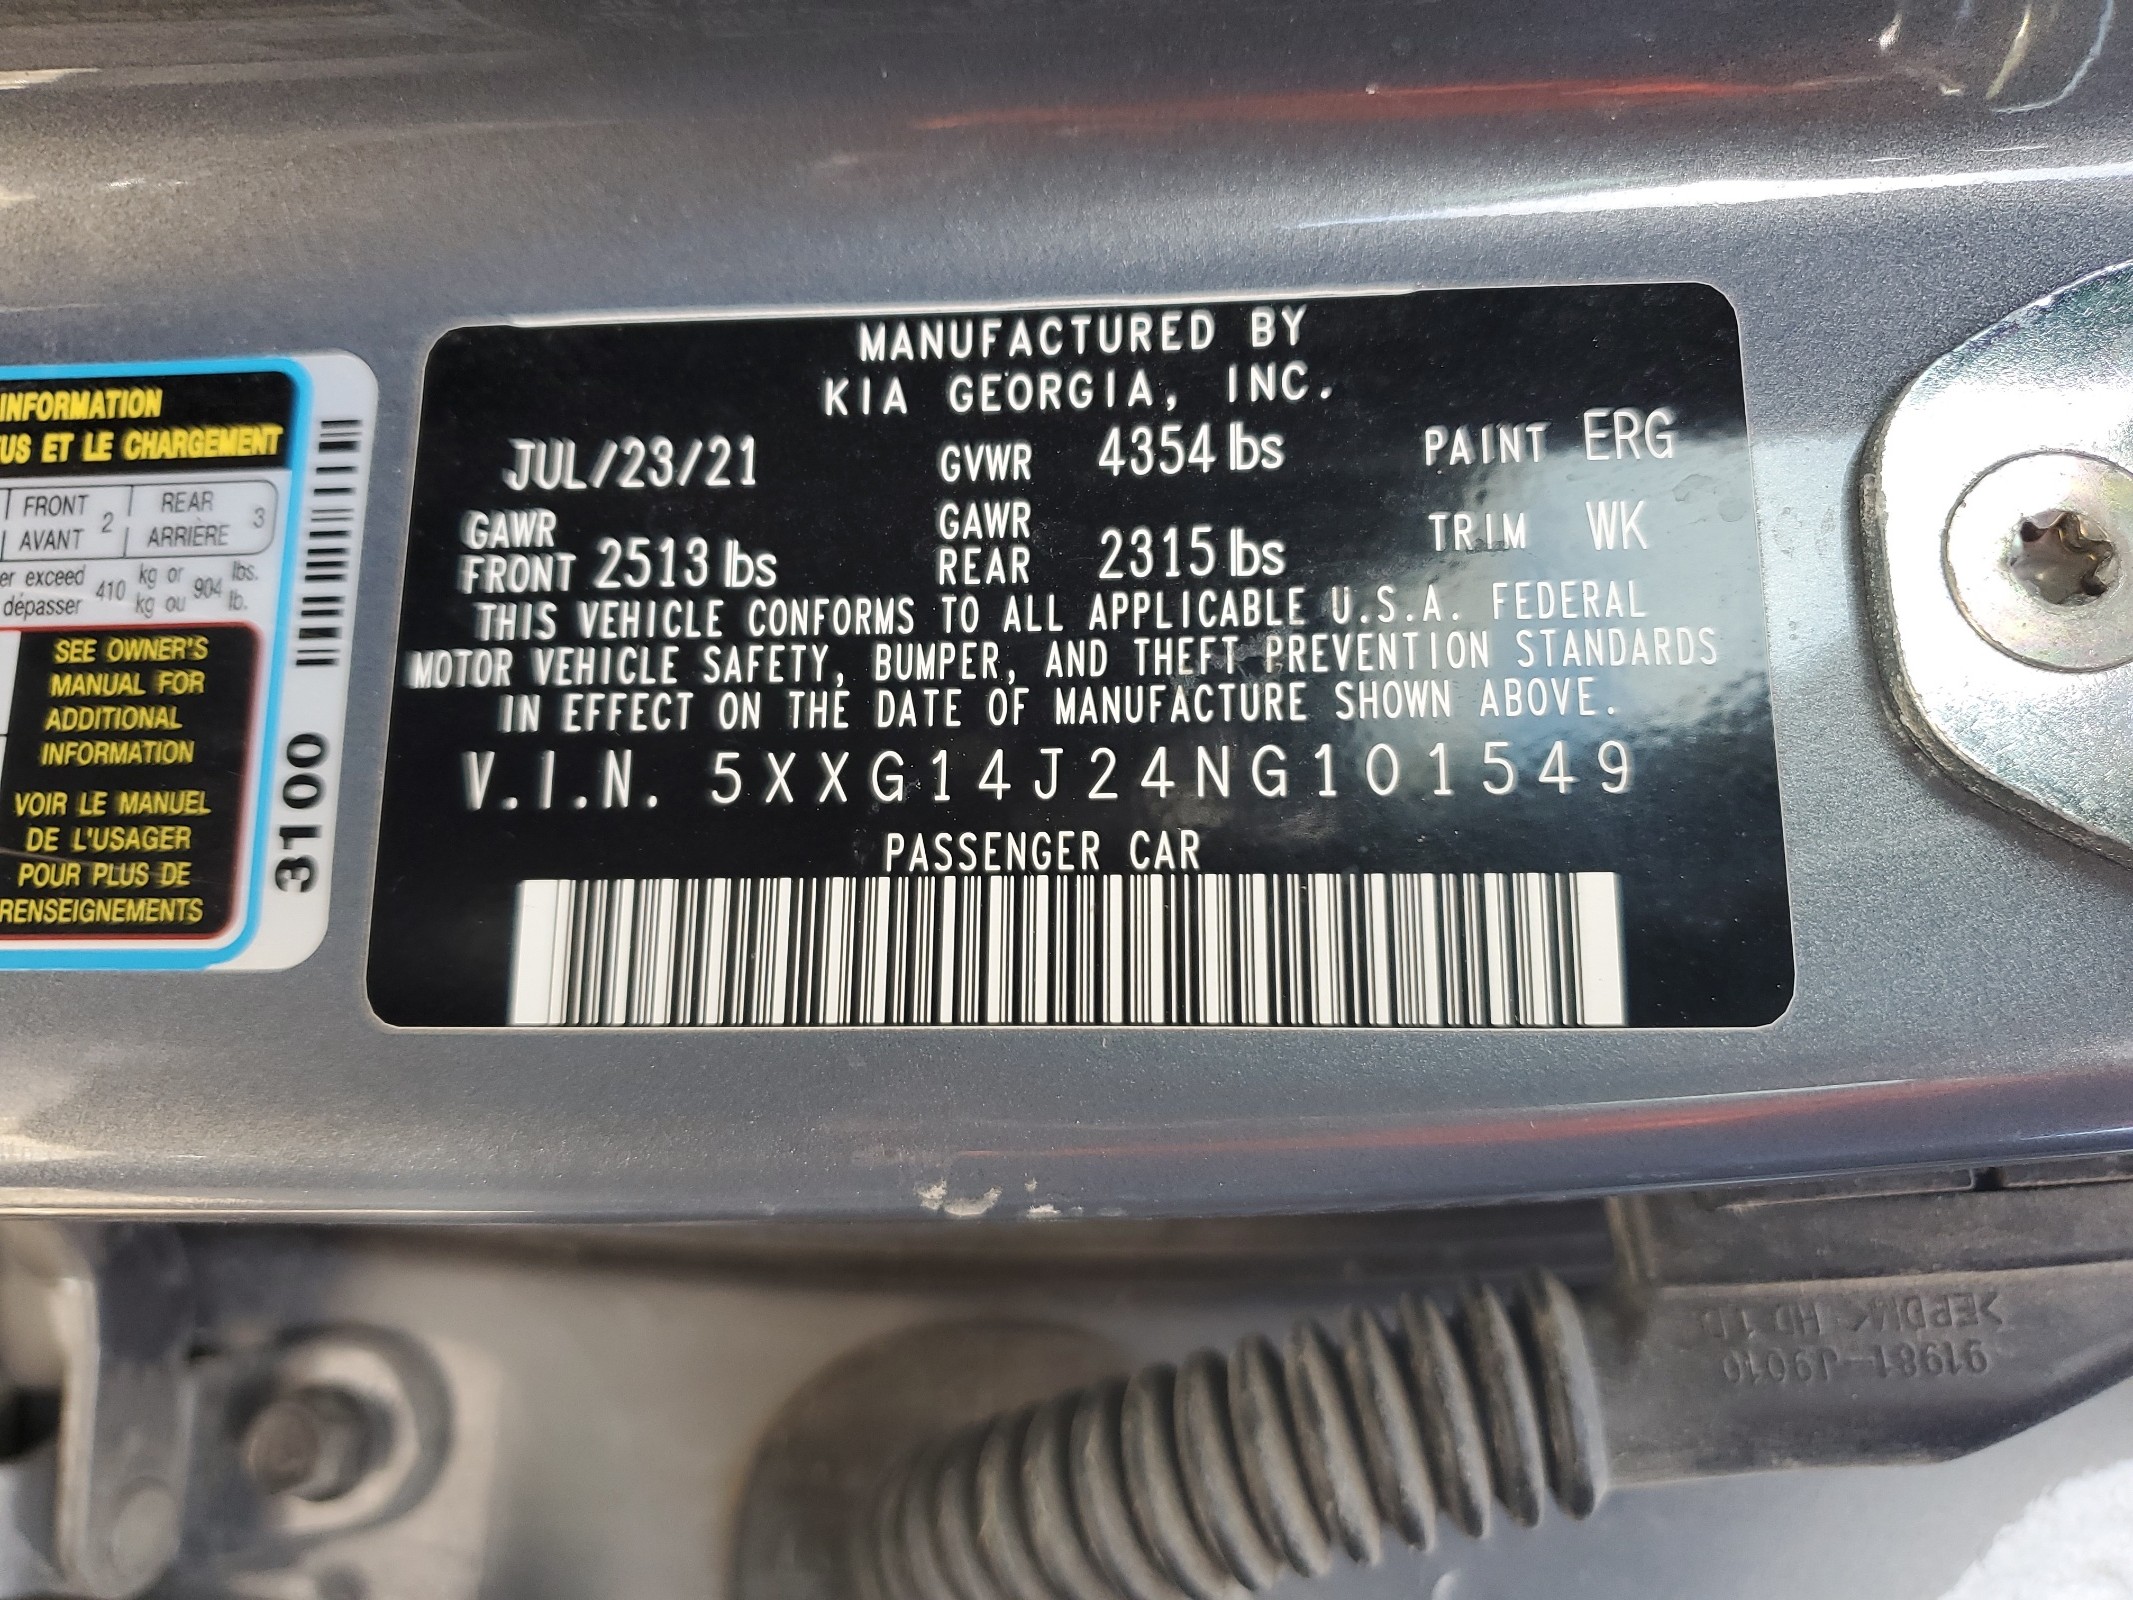 INFORMATION
US ET LE CHARGEMENT
FRONT
AVANT
2
REAR
ARRIÈRE
3
er exceed 410 kg or 904 lbs.
dépasser kg ou lb.
SEE OWNER'S
MANUAL FOR
ADDITIONAL
INFORMATION
VOIR LE MANUEL
DE L'USAGER
POUR PLUS DE
RENSEIGNEMENTS
3100
MANUFACTURED BY
KIA GEORGIA, INC.
JUL/23/21 GVWR 4354 lbs PAINT ERG
GAWR FRONT 2513 lbs GAWR REAR 2315 lbs TRIM WK
THIS VEHICLE CONFORMS TO ALL APPLICABLE U.S.A. FEDERAL
MOTOR VEHICLE SAFETY, BUMPER, AND THEFT PREVENTION STANDARDS
IN EFFECT ON THE DATE OF MANUFACTURE SHOWN ABOVE.
V.I.N. 5XXG14J24NG101549
PASSENGER CAR
91981-J9010